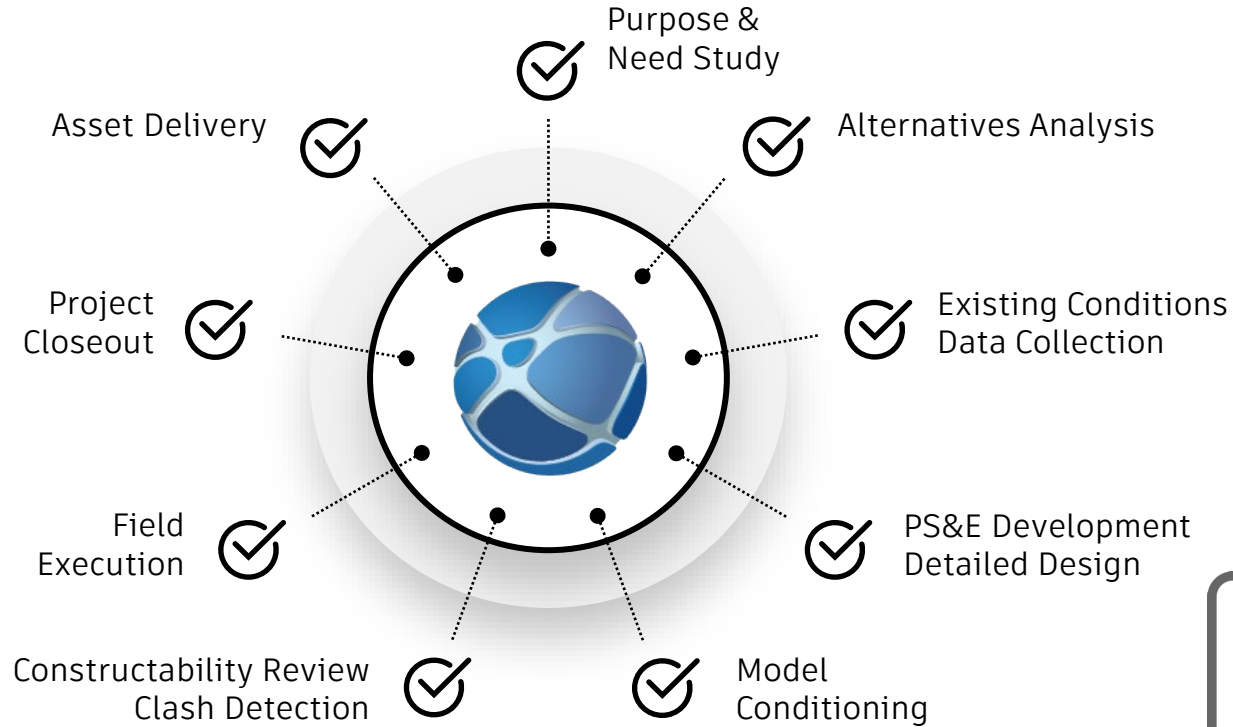 Purpose &
Need Study
Alternatives Analysis
Existing Conditions
Data Collection
PS&E Development
Detailed Design
Model
Conditioning
Constructability Review
Clash Detection
Field
Execution
Project
Closeout
Asset Delivery